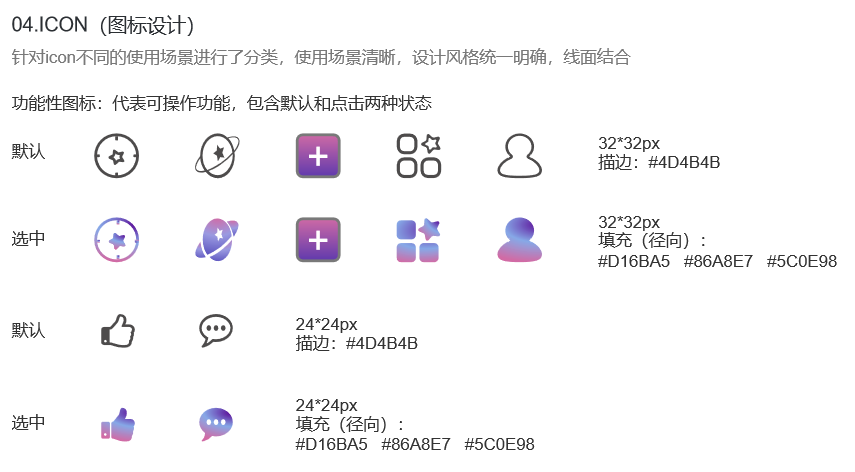 04.ICON（图标设计）
针对icon不同的使用场景进行了分类，使用场景清晰，设计风格统一明确，线面结合
功能性图标：代表可操作功能，包含默认和点击两种状态
默认
32*32px
描边：#4D4B4B
选中
32*32px
填充（径向）：
#D16BA5 #86A8E7 #5C0E98
默认
24*24px
描边：#4D4B4B
选中
24*24px
填充（径向）：
#D16BA5 #86A8E7 #5C0E98